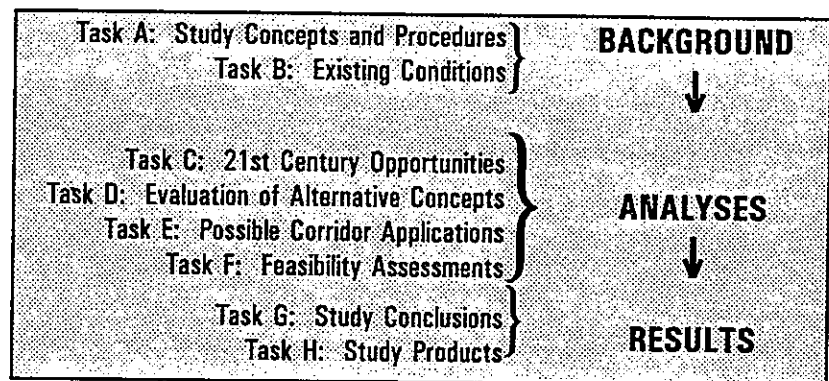 Task A: Study Concepts and Procedures
Task B: Existing Conditions
BACKGROUND
Task C: 21st Century Opportunities
Task D: Evaluation of Alternative Concepts
Task E: Possible Corridor Applications
Task F: Feasibility Assessments
ANALYSES
Task G: Study Conclusions
Task H: Study Products
RESULTS